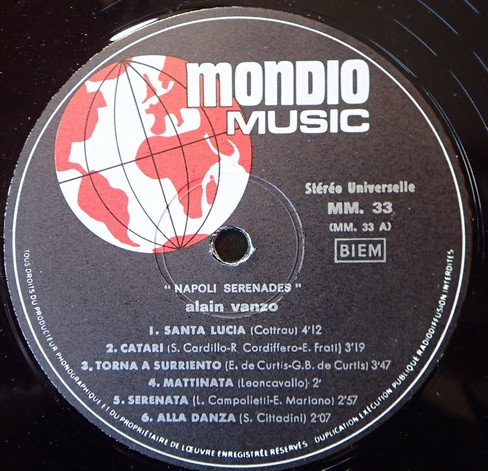 MONDIO
MUSIC
Stéréo Universelle
MM. 33
(MM. 33 A)
BIEM
" NAPOLI SERENADES "
alain vanzo
1. SANTA LUCIA (Cottrau) 4'12
2. CATARI (S. Cardillo-R Cordiffero-E. Frati) 3'19
3. TORNA A SURRIENTO (E. de Curtis-G.B. de Curtis) 3'47
4. MATTINATA (Leoncavallo) 2'
5. SERENATA (L. Campolietti-E. Mariano) 2'57
6. ALLA DANZA (S. Cittadini) 2'07
TOUS DROITS DU PRODUCTEUR PHONOGRAPHIQUE ET DU PROPRIÉTAIRE DE L'ŒUVRE ENREGISTRÉE RÉSERVÉS DUPLICATION EXÉCUTION PUBLIQUE RADIODIFFUSION INTERDITES